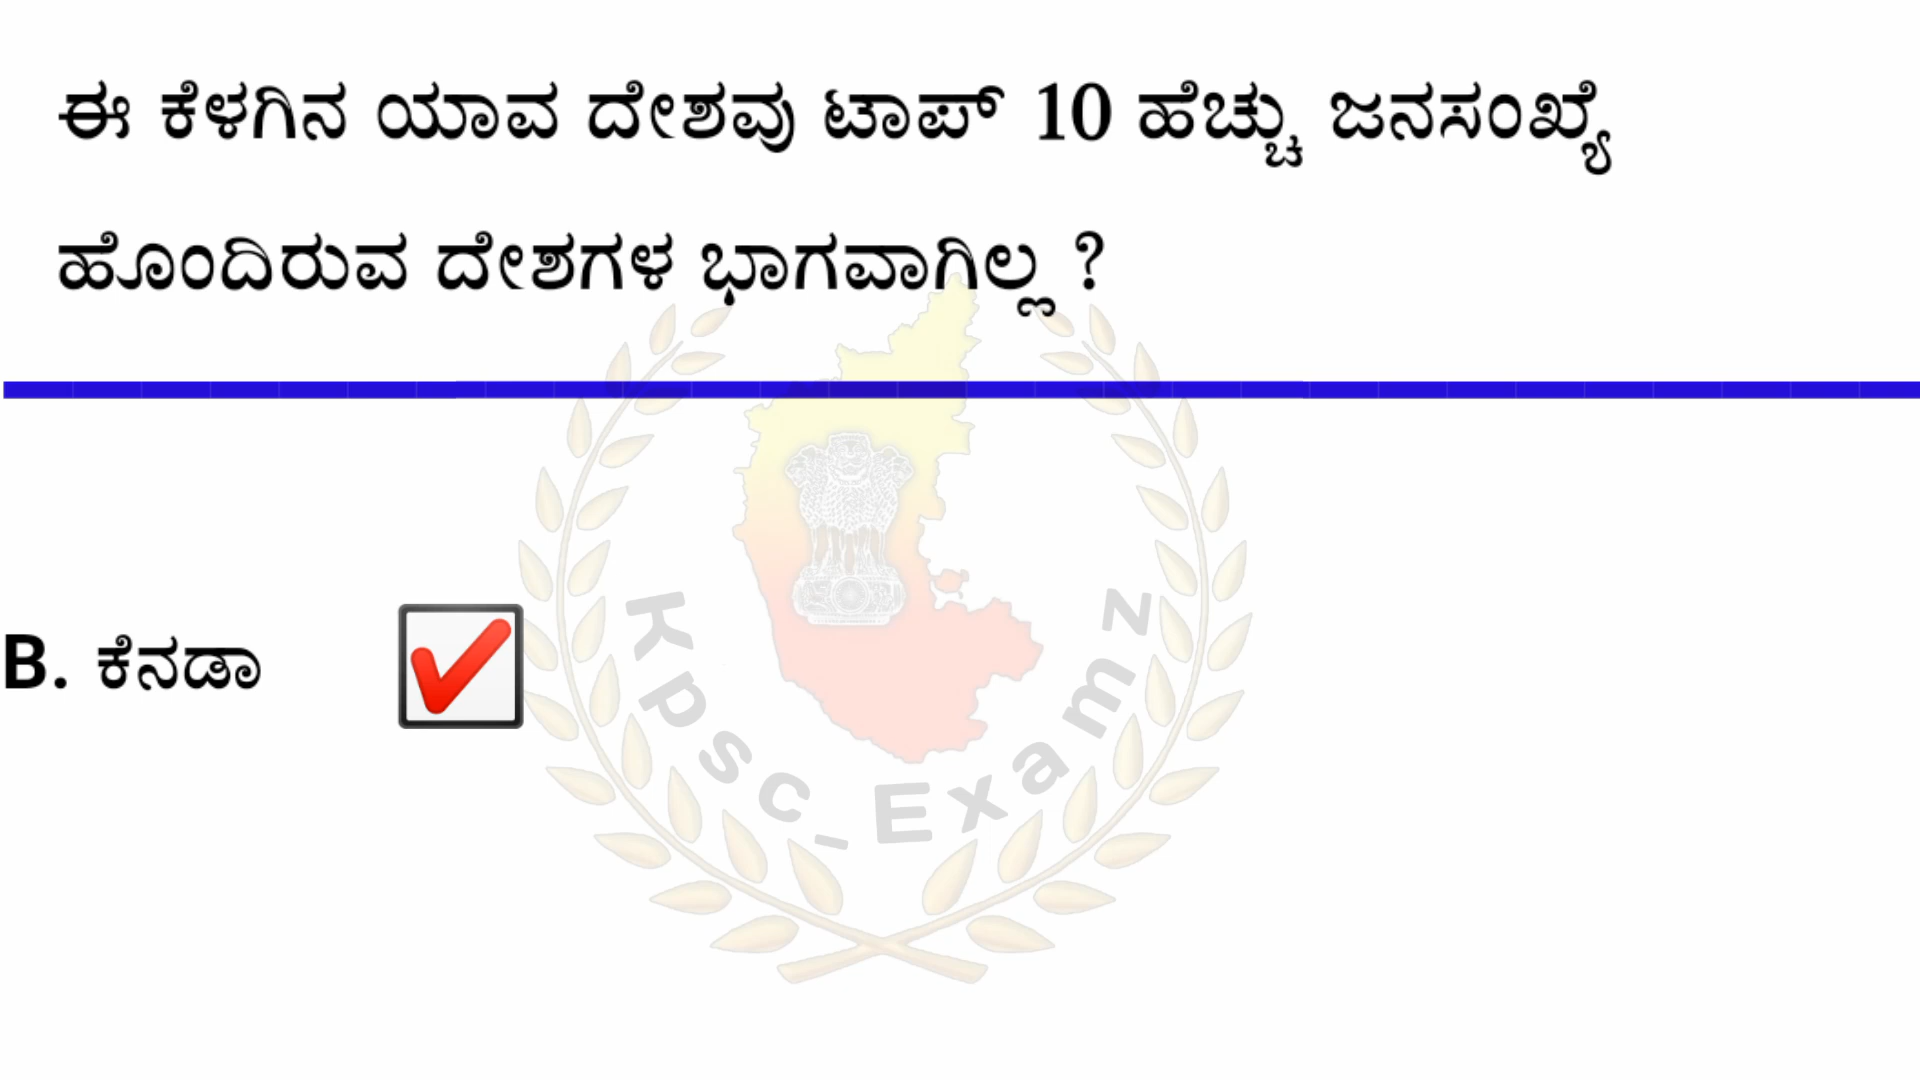 ಈ ಕೆಳಗಿನ ಯಾವ ದೇಶವು ಟಾಪ್ 10 ಹೆಚ್ಚು ಜನಸಂಖ್ಯೆ
ಹೊಂದಿರುವ ದೇಶಗಳ ಭಾಗವಾಗಿಲ್ಲ ?
B. ಕೆನಡಾ
Kpsc_Examz